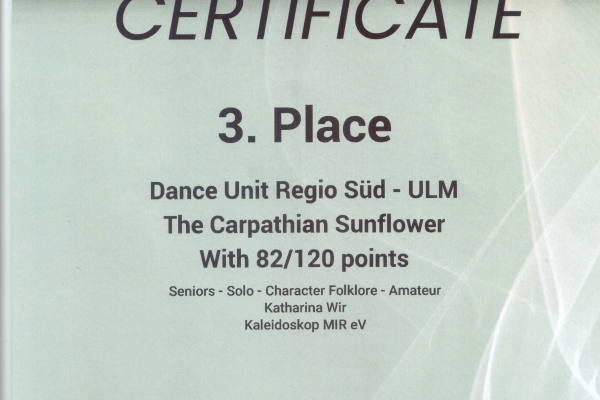 CERTIFICATE
3. Place
Dance Unit Regio Süd - ULM
The Carpathian Sunflower
With 82/120 points
Seniors - Solo - Character Folklore - Amateur
Katharina Wir
Kaleidoskop MIR eV